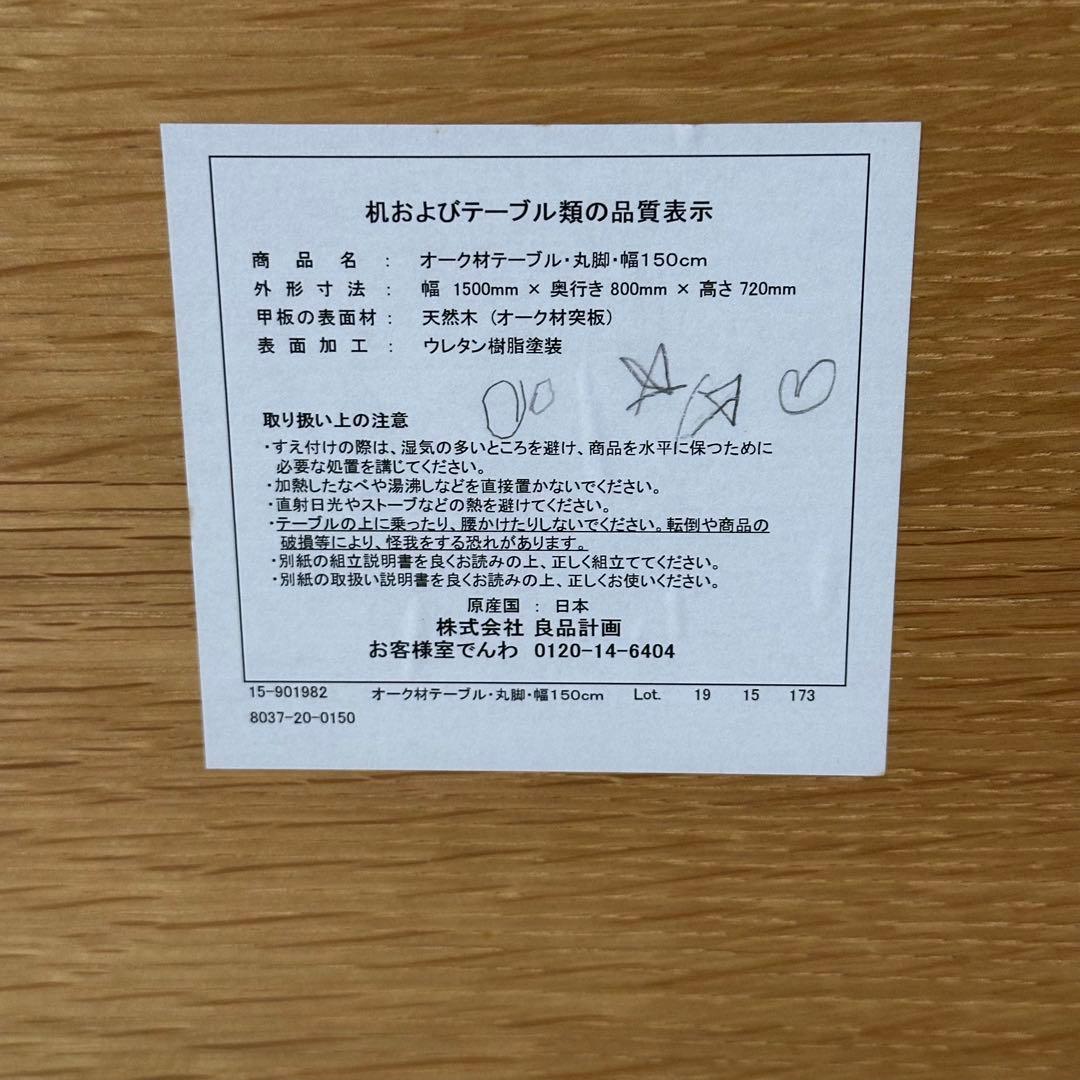 机およびテーブル類の品質表示
商品名 : オーク材テーブル・丸脚・幅150cm
外形寸法 : 幅 1500mm × 奥行き 800mm × 高さ 720mm
甲板の表面材 : 天然木 (オーク材突板)
表面加工 : ウレタン樹脂塗装
取り扱い上の注意
・すえ付けの際は、湿気の多いところを避け、商品を水平に保つために
必要な処置を講じてください。
・加熱したなべや湯沸しなどを直接置かないでください。
・直射日光やストーブなどの熱を避けてください。
・テーブルの上に乗ったり、腰かけたりしないでください。転倒や商品の
破損等により、怪我をする恐れがあります。
・別紙の組立説明書を良くお読みの上、正しく組立ててください。
・別紙の取扱い説明書を良くお読みの上、正しくお使いください。
原産国 : 日本
株式会社 良品計画
お客様室でんわ 0120-14-6404
15-901982 オーク材テーブル・丸脚・幅150cm Lot. 19 15 173
8037-20-0150